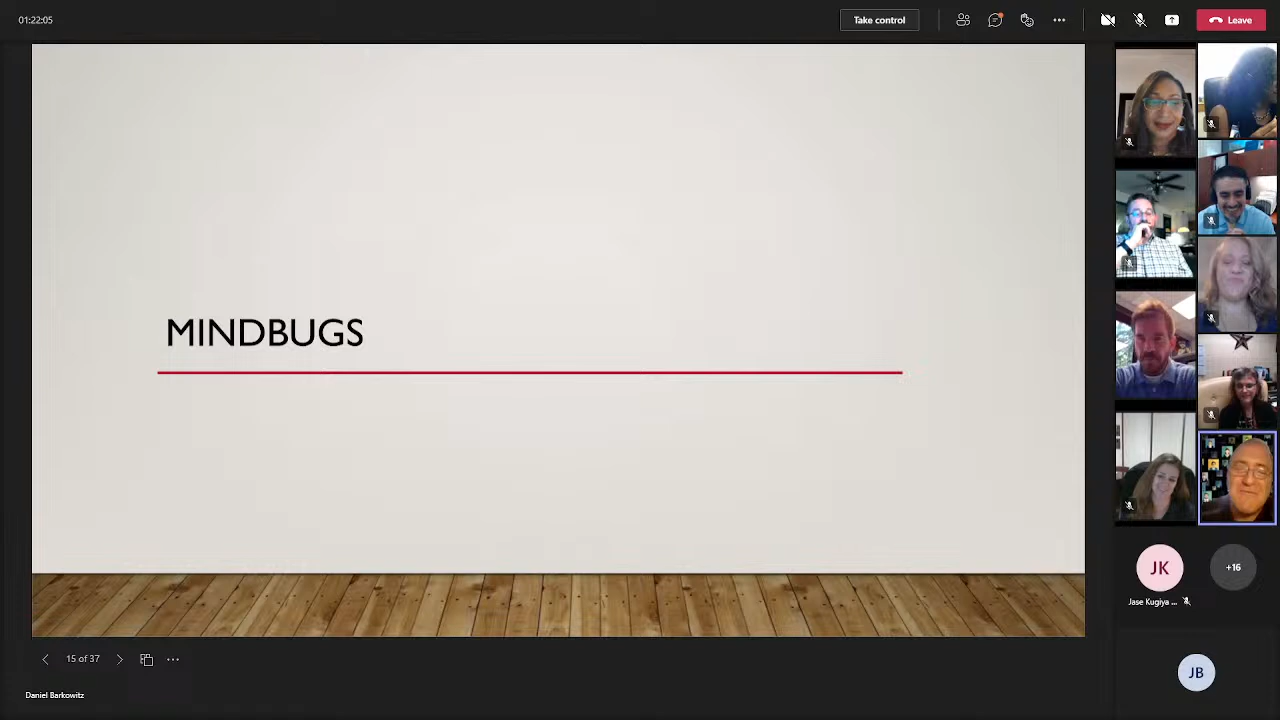 01:22:05
Take control
Leave
MINDBUGS
JK
+16
Jase Kugiya ...
15 of 37
JB
Daniel Barkowitz